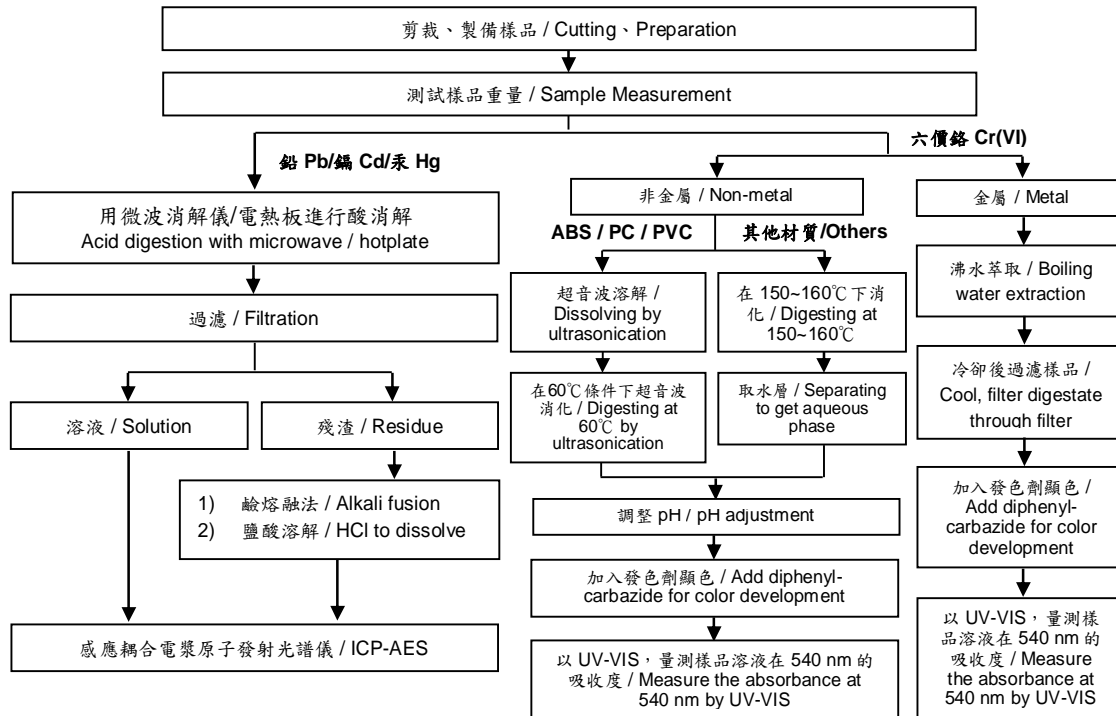 剪裁、製備樣品 / Cutting、Preparation
測試樣品重量 / Sample Measurement
鉛 Pb/鎘 Cd/汞 Hg
六價鉻 Cr(VI)
用微波消解儀/電熱板進行酸消解
Acid digestion with microwave / hotplate
過濾 / Filtration
溶液 / Solution
殘渣 / Residue
1) 鹼熔融法 / Alkali fusion
2) 鹽酸溶解 / HCl to dissolve
感應耦合電漿原子發射光譜儀 / ICP-AES
非金屬 / Non-metal
ABS / PC / PVC
其他材質/Others
超音波溶解 /
Dissolving by
ultrasonication
在60℃條件下超音波
消化 / Digesting at
60℃ by
ultrasonication
在 150~160℃下消
化 / Digesting at
150~160℃
取水層 / Separating
to get aqueous
phase
調整 pH / pH adjustment
加入發色劑顯色 / Add diphenyl-
carbazide for color development
以 UV-VIS，量測樣品溶液在 540 nm 的
吸收度 / Measure the absorbance at
540 nm by UV-VIS
金屬 / Metal
沸水萃取 / Boiling
water extraction
冷卻後過濾樣品 /
Cool, filter digestate
through filter
加入發色劑顯色 /
Add diphenyl-
carbazide for color
development
以 UV-VIS，量測樣
品溶液在 540 nm 的
吸收度 / Measure
the absorbance at
540 nm by UV-VIS